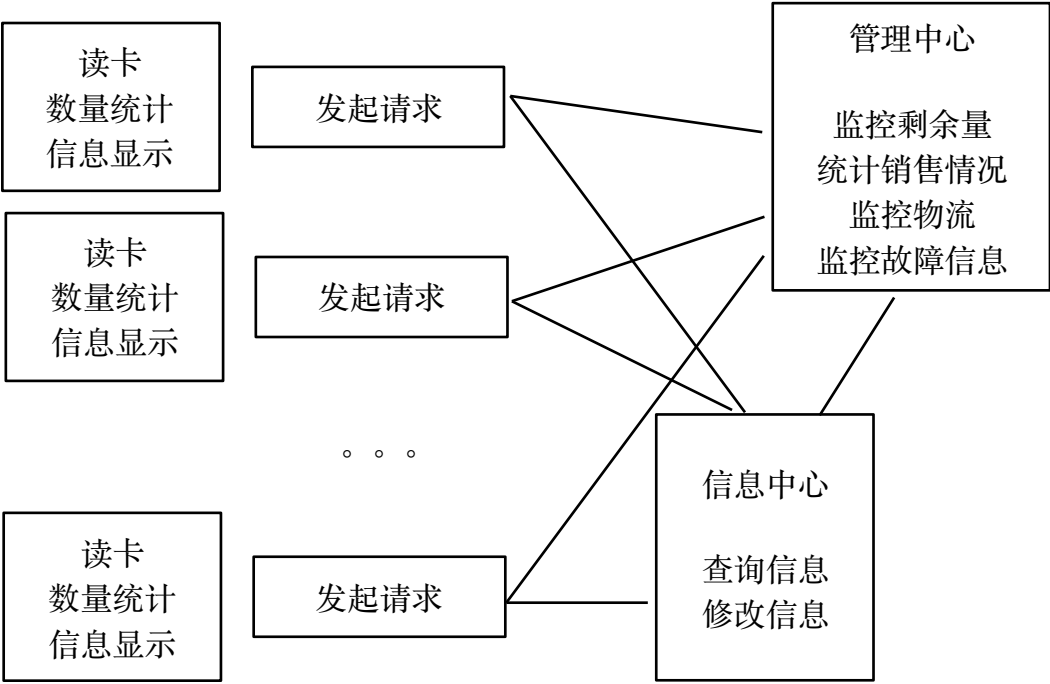 读卡
数量统计
信息显示
发起请求
管理中心
监控剩余量
统计销售情况
监控物流
监控故障信息
读卡
数量统计
信息显示
发起请求
。。。
信息中心
查询信息
修改信息
读卡
数量统计
信息显示
发起请求